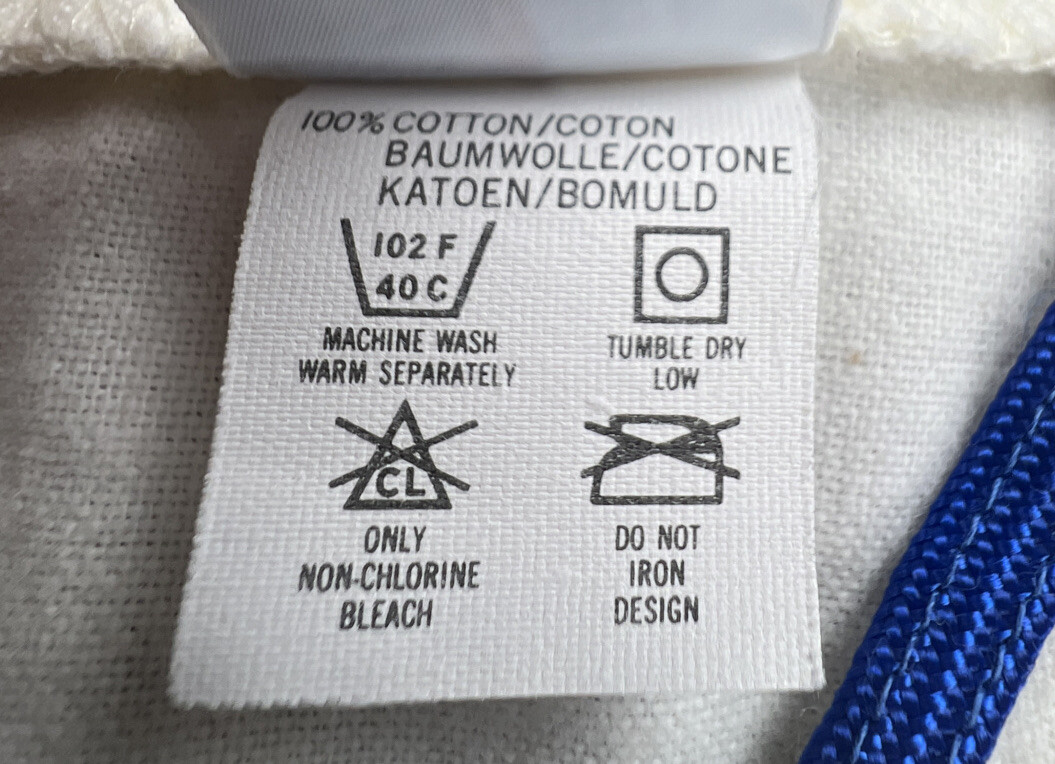 100% COTTON/COTON
BAUMWOLLE/COTONE
KATOEN/BOMULD
102 F
40 C
MACHINE WASH
WARM SEPARATELY
TUMBLE DRY
LOW
CL
ONLY
NON-CHLORINE
BLEACH
DO NOT
IRON
DESIGN